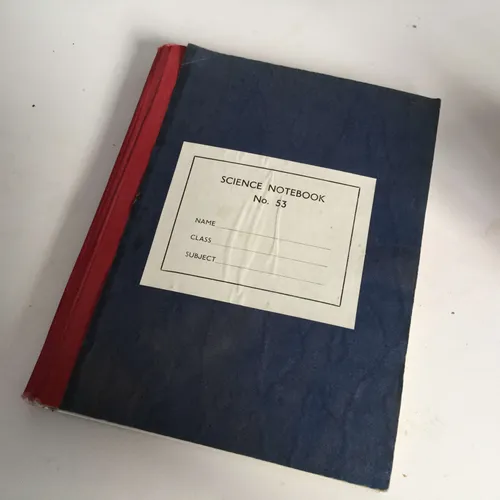 SCIENCE NOTEBOOK
No. 53
NAME
CLASS
SUBJECT